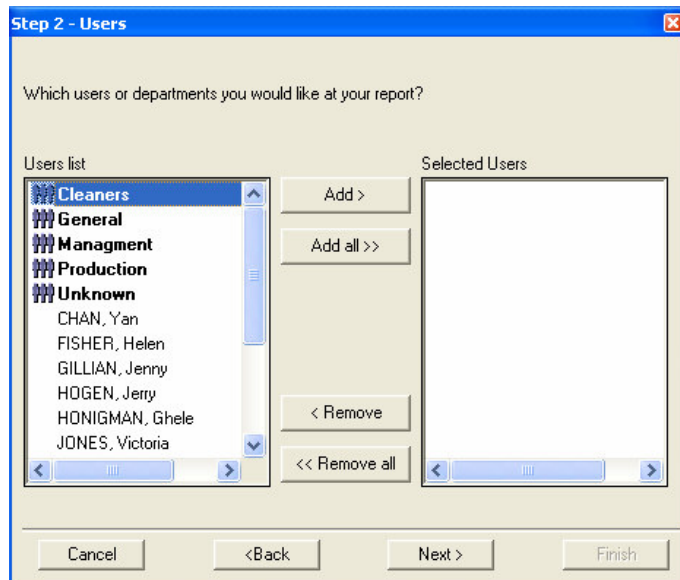 Step 2 - Users
Which users or departments you would like at your report?
Users list
Selected Users
Cleaners
General
Managment
Production
Unknown
CHAN, Yan
FISHER, Helen
GILLIAN, Jenny
HOGEN, Jerry
HONIGMAN, Ghele
JONES, Victoria
Add >
Add all >>
< Remove
<< Remove all
Cancel
<Back
Next >
Finish